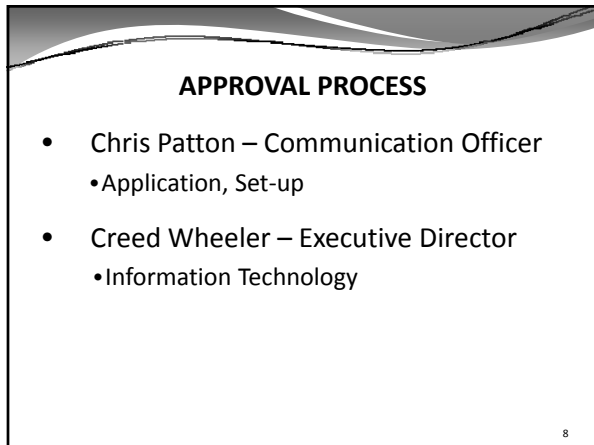 APPROVAL PROCESS
• Chris Patton – Communication Officer
•Application, Set-up
• Creed Wheeler – Executive Director
•Information Technology
8